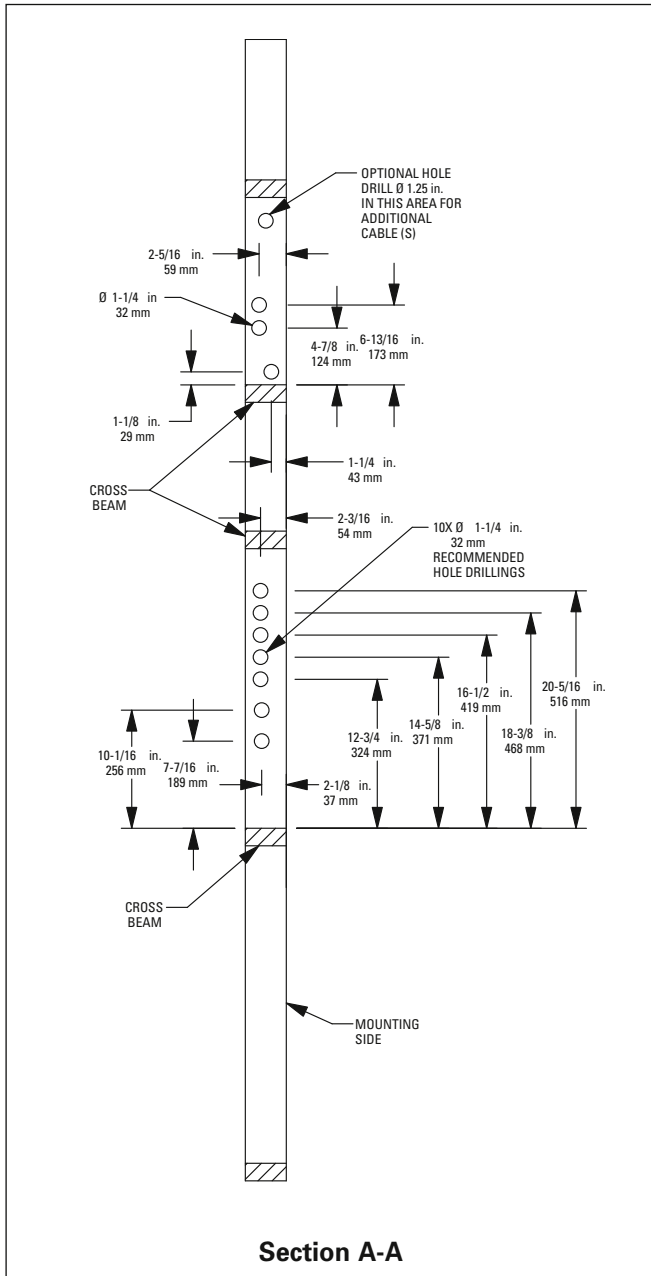 OPTIONAL HOLE
DRILL Ø 1.25 in.
IN THIS AREA FOR
ADDITIONAL
CABLE (S)
2-5/16 in.
59 mm
Ø 1-1/4 in
32 mm
4-7/8 in.
124 mm
6-13/16 in.
173 mm
1-1/8 in.
29 mm
1-1/4 in.
43 mm
CROSS
BEAM
2-3/16 in.
54 mm
10X Ø 1-1/4 in.
32 mm
RECOMMENDED
HOLE DRILLINGS
20-5/16 in.
516 mm
16-1/2 in.
419 mm
14-5/8 in.
371 mm
18-3/8 in.
468 mm
12-3/4 in.
324 mm
10-1/16 in.
256 mm
7-7/16 in.
189 mm
2-1/8 in.
37 mm
CROSS
BEAM
MOUNTING
SIDE
Section A-A